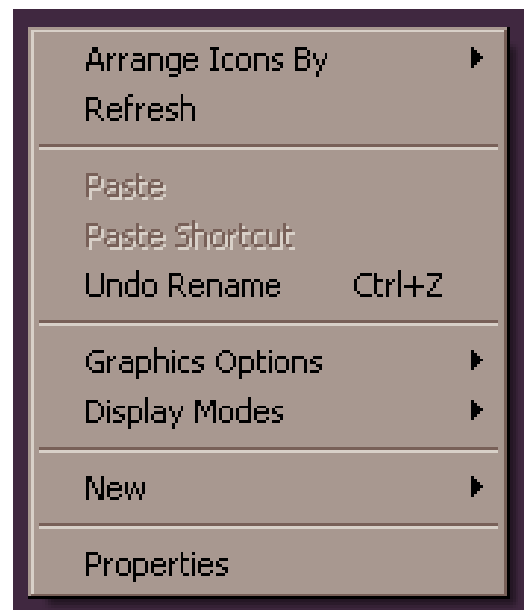 Arrange Icons By
Refresh
Paste
Paste Shortcut
Undo Rename Ctrl+Z
Graphics Options
Display Modes
New
Properties